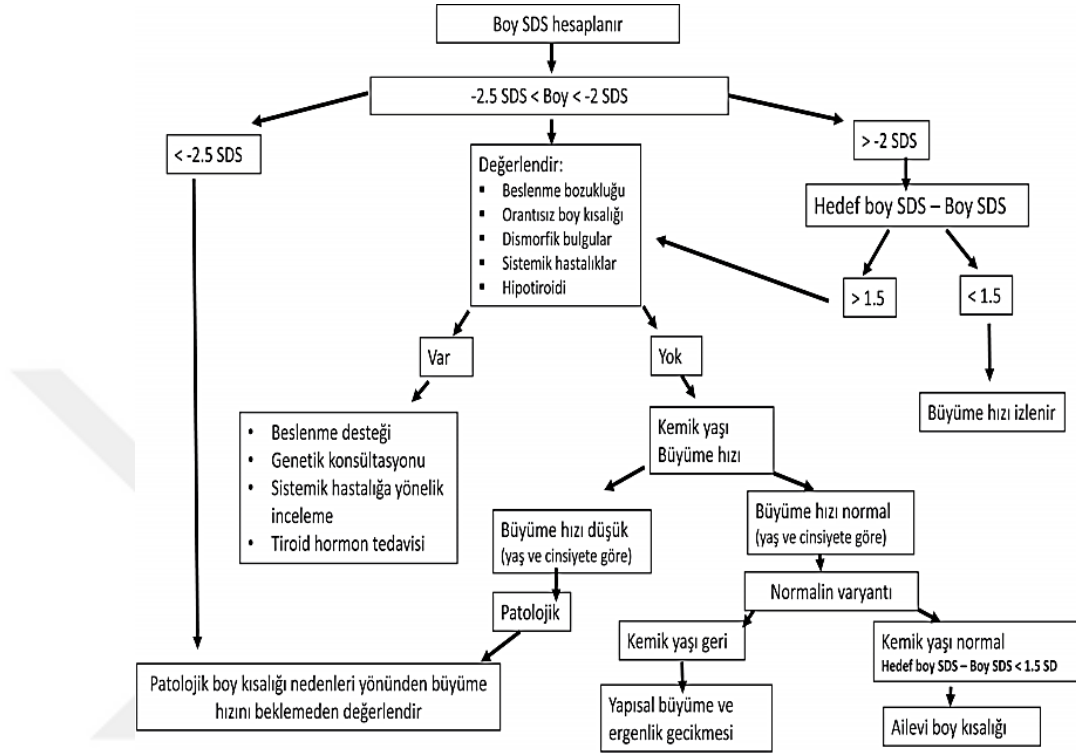 Boy SDS hesaplanır
-2.5 SDS < Boy < -2 SDS
< -2.5 SDS
Değerlendir:
▪ Beslenme bozukluğu
▪ Orantısız boy kısalığı
▪ Dismorfik bulgular
▪ Sistemik hastalıklar
▪ Hipotiroidi
> -2 SDS
Hedef boy SDS – Boy SDS
> 1.5
< 1.5
Büyüme hızı izlenir
Var
Yok
• Beslenme desteği
• Genetik konsültasyonu
• Sistemik hastalığa yönelik
inceleme
• Tiroid hormon tedavisi
Kemik yaşı
Büyüme hızı
Büyüme hızı düşük
(yaş ve cinsiyete göre)
Büyüme hızı normal
(yaş ve cinsiyete göre)
Patolojik
Normalin varyantı
Kemik yaşı geri
Kemik yaşı normal
Hedef boy SDS – Boy SDS < 1.5 SD
Patolojik boy kısalığı nedenleri yönünden büyüme
hızını beklemeden değerlendir
Yapısal büyüme ve
ergenlik gecikmesi
Ailevi boy kısalığı